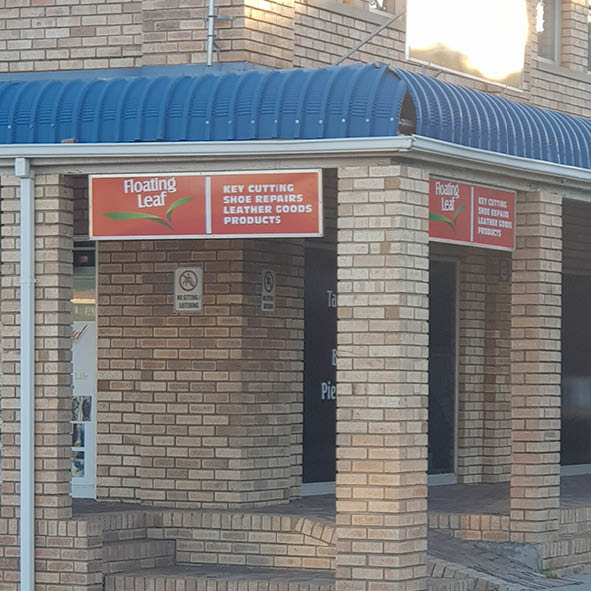 Floating
Leaf
KEY CUTTING
SHOE REPAIRS
LEATHER GOODS
PRODUCTS
Floating
Leaf
KEY CUTTING
SHOE REPAIRS
LEATHER GOODS
PRODUCTS
NO SITTING/
LOITERING